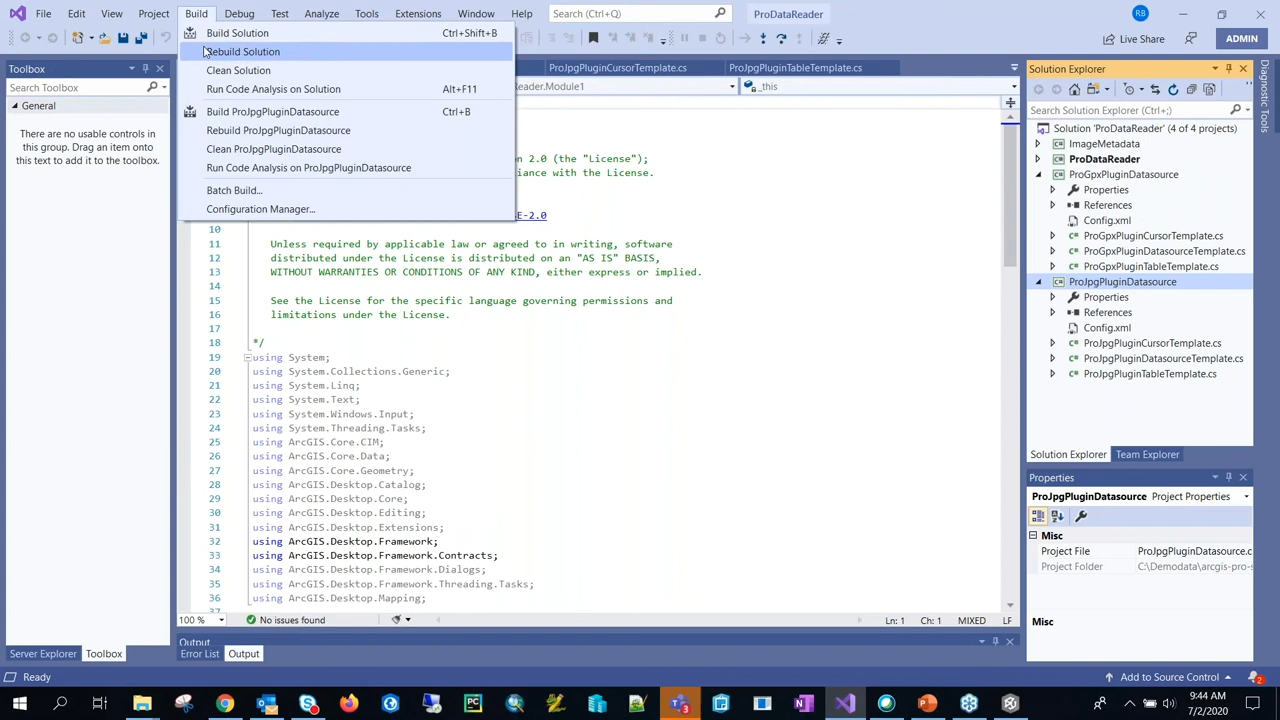 File Edit View Project Build Debug Test Analyze Tools Extensions Window Help Search (Ctrl+Q) ProDataReader RB
Live Share ADMIN
Build Solution Ctrl+Shift+B
Rebuild Solution
Clean Solution
Run Code Analysis on Solution Alt+F11
Build ProJpgPluginDatasource Ctrl+B
Rebuild ProJpgPluginDatasource
Clean ProJpgPluginDatasource
Run Code Analysis on ProJpgPluginDatasource
Batch Build...
Configuration Manager...
Toolbox
Search Toolbox
General
There are no usable controls in
this group. Drag an item onto
this text to add it to the toolbox.
Server Explorer Toolbox
ProJpgPluginCursorTemplate.cs ProJpgPluginTableTemplate.cs
Reader.Module1 _this
on 2.0 (the "License");
iance with the License.
E-2.0
10
11 Unless required by applicable law or agreed to in writing, software
12 distributed under the License is distributed on an "AS IS" BASIS,
13 WITHOUT WARRANTIES OR CONDITIONS OF ANY KIND, either express or implied.
14
15 See the License for the specific language governing permissions and
16 limitations under the License.
17
18 */
19 using System;
20 using System.Collections.Generic;
21 using System.Linq;
22 using System.Text;
23 using System.Windows.Input;
24 using System.Threading.Tasks;
25 using ArcGIS.Core.CIM;
26 using ArcGIS.Core.Data;
27 using ArcGIS.Core.Geometry;
28 using ArcGIS.Desktop.Catalog;
29 using ArcGIS.Desktop.Core;
30 using ArcGIS.Desktop.Editing;
31 using ArcGIS.Desktop.Extensions;
32 using ArcGIS.Desktop.Framework;
33 using ArcGIS.Desktop.Framework.Contracts;
34 using ArcGIS.Desktop.Framework.Dialogs;
35 using ArcGIS.Desktop.Framework.Threading.Tasks;
36 using ArcGIS.Desktop.Mapping;
37
100 % No issues found Ln: 1 Ch: 1 MIXED LF
Output
Error List Output
Solution Explorer
Search Solution Explorer (Ctrl+;)
Solution 'ProDataReader' (4 of 4 projects)
ImageMetadata
ProDataReader
ProGpxPluginDatasource
Properties
References
Config.xml
ProGpxPluginCursorTemplate.cs
ProGpxPluginDatasourceTemplate.cs
ProGpxPluginTableTemplate.cs
ProJpgPluginDatasource
Properties
References
Config.xml
ProJpgPluginCursorTemplate.cs
ProJpgPluginDatasourceTemplate.cs
ProJpgPluginTableTemplate.cs
Solution Explorer Team Explorer
Properties
ProJpgPluginDatasource Project Properties
Misc
Project File ProJpgPluginDatasource.c
Project Folder C:\Demodata\arcgis-pro-s
Misc
Diagnostic Tools
Ready Add to Source Control 2
9:44 AM
7/2/2020